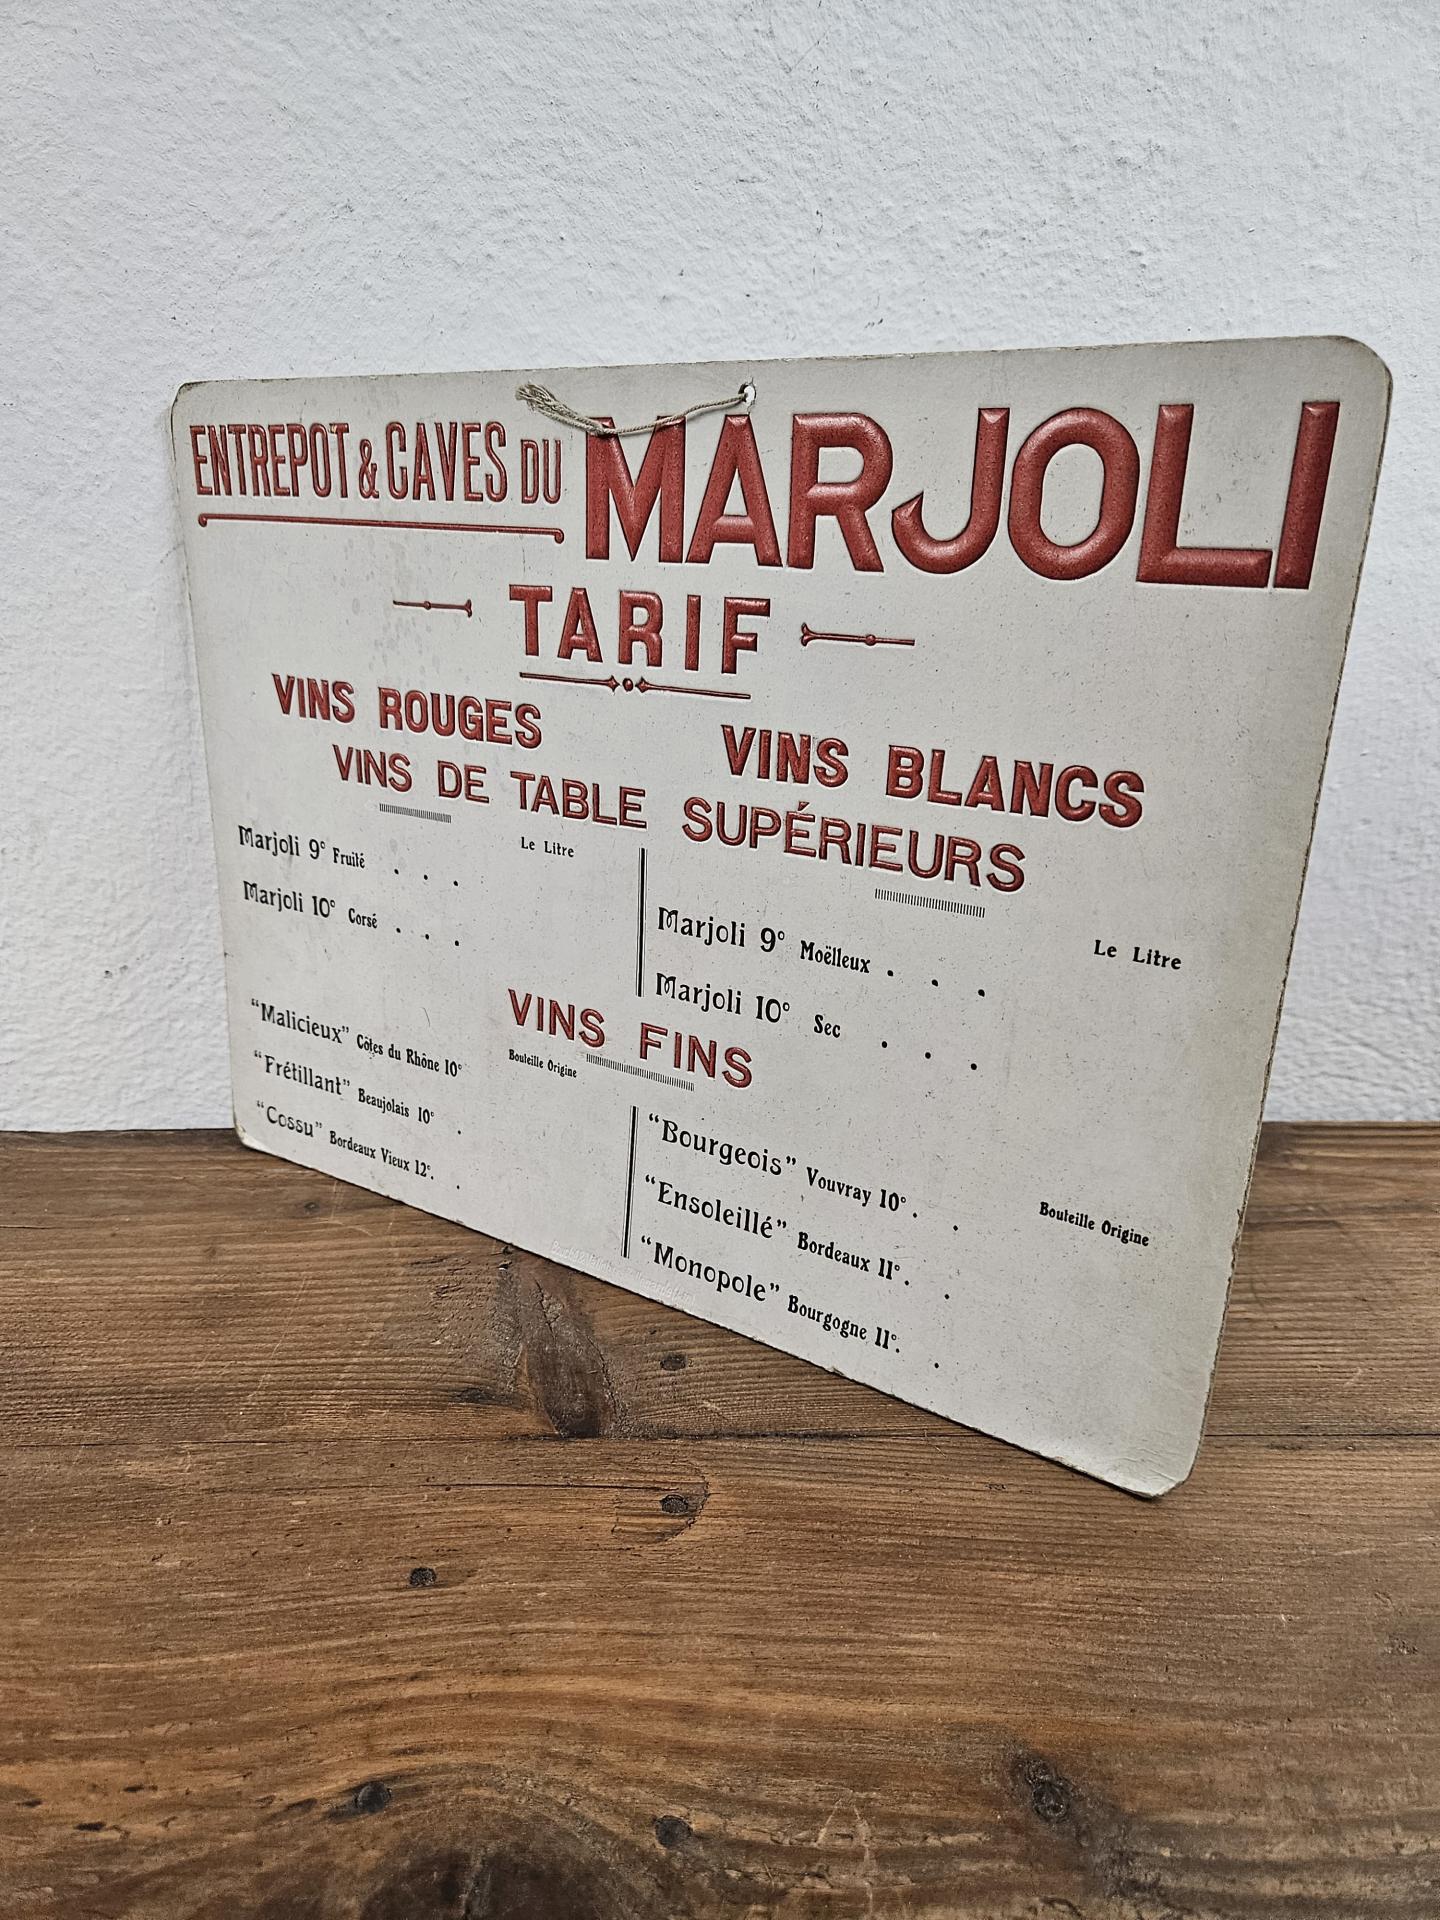 ENTREPOT & CAVES DU MARJOLI
TARIF
VINS ROUGES
VINS BLANCS
VINS DE TABLE SUPÉRIEURS
Le Litre
Marjoli 9° Fruité . . .
Marjoli 10° Corsé . . .
Le Litre
Marjoli 9° Moëlleux . . .
Marjoli 10° Sec . . .
VINS FINS
Bouteille Origine
"Malicieux" Côtes du Rhône 10°
"Frétillant" Beaujolais 10° .
"Cossu" Bordeaux Vieux 12°. .
Bouteille Origine
"Bourgeois" Vouvray 10° . .
"Ensoleillé" Bordeaux 11° . .
"Monopole" Bourgogne 11°. .